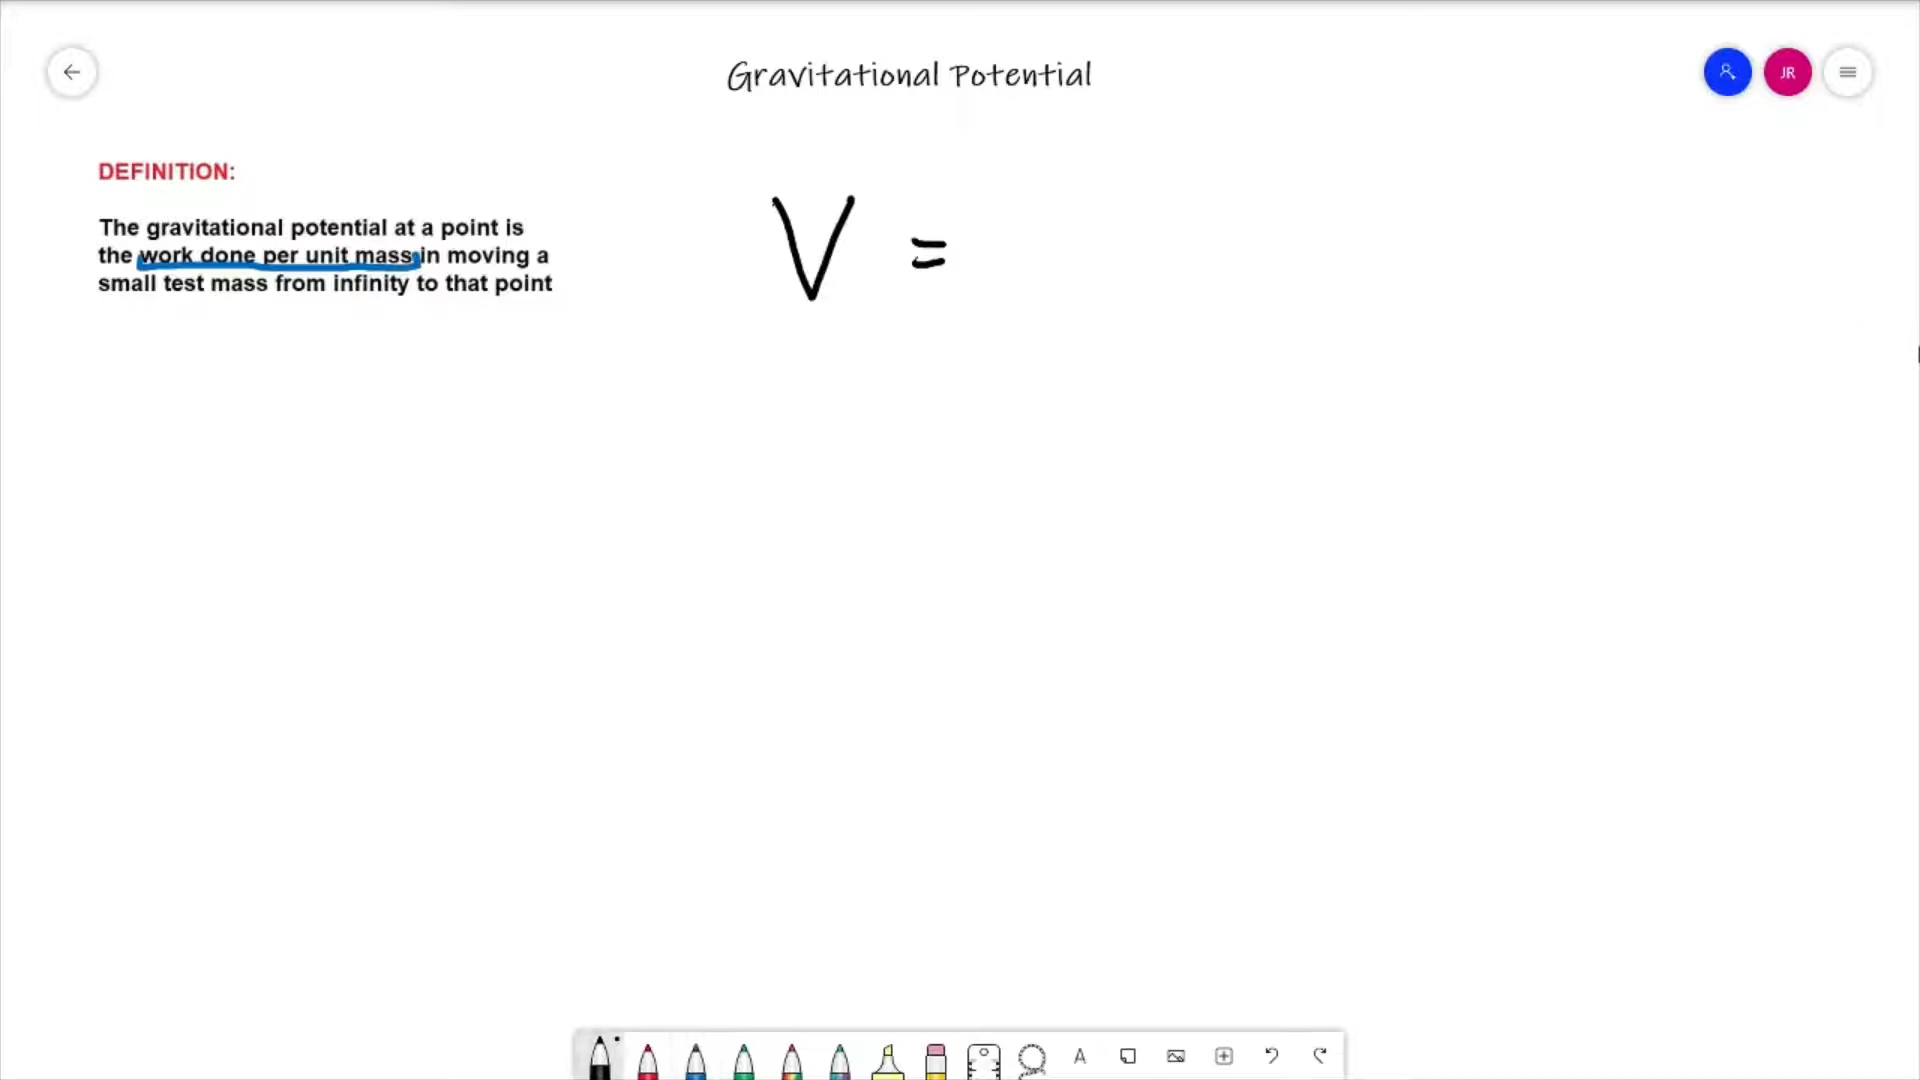 Gravitational Potential
JR
DEFINITION:
The gravitational potential at a point is
the work done per unit mass in moving a
small test mass from infinity to that point
V =
A